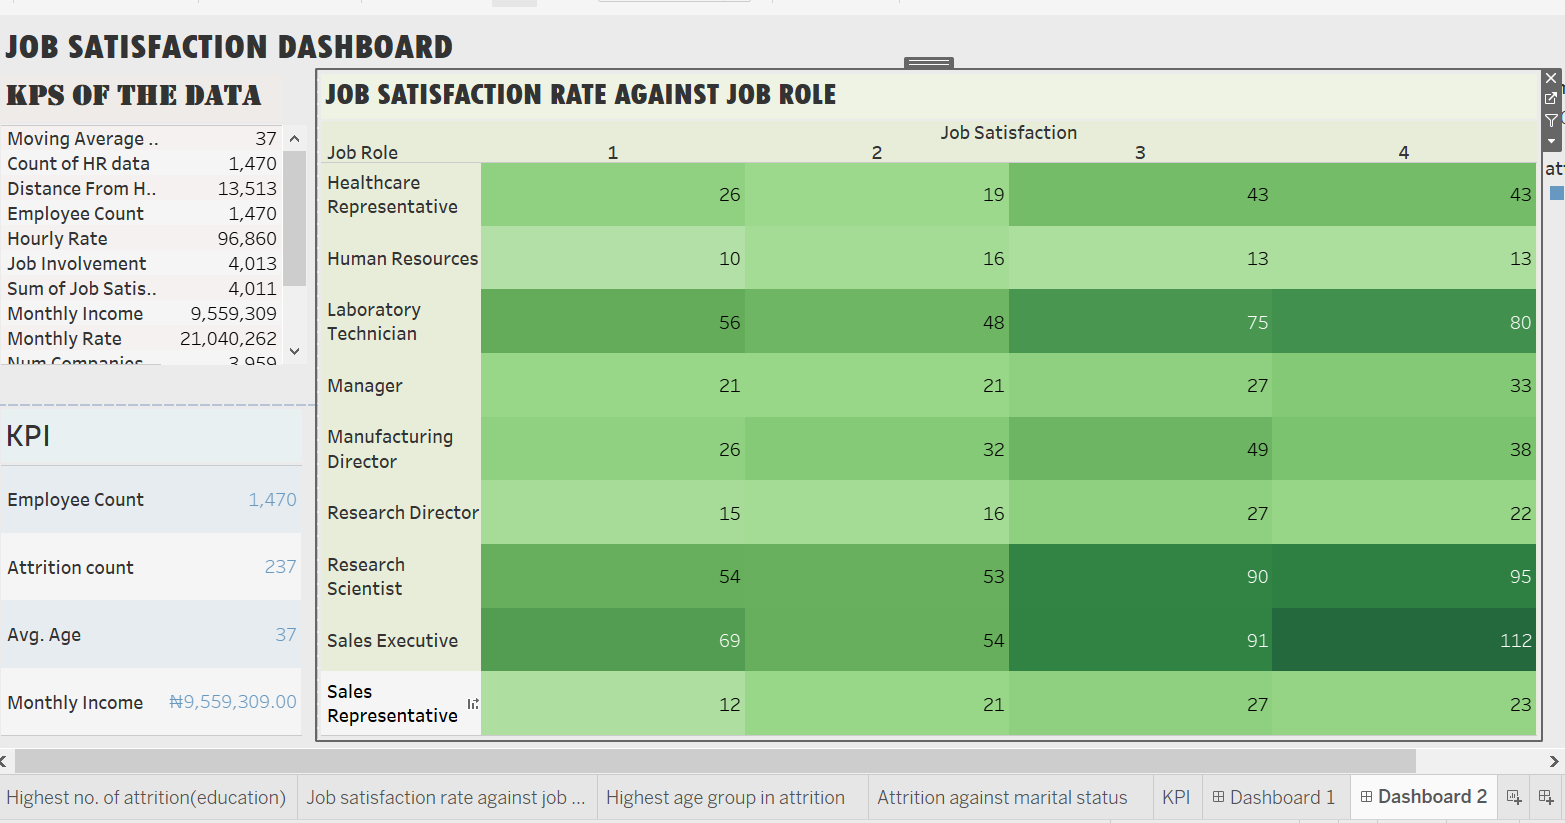 JOB SATISFACTION DASHBOARD
KPS OF THE DATA
Moving Average .. 37
Count of HR data 1,470
Distance From H.. 13,513
Employee Count 1,470
Hourly Rate 96,860
Job Involvement 4,013
Sum of Job Satis.. 4,011
Monthly Income 9,559,309
Monthly Rate 21,040,262
Num Companies 3,959
KPI
Employee Count 1,470
Attrition count 237
Avg. Age 37
Monthly Income ₦9,559,309.00
JOB SATISFACTION RATE AGAINST JOB ROLE
Job Satisfaction
Job Role 1 2 3 4
Healthcare
Representative 26 19 43 43
Human Resources 10 16 13 13
Laboratory
Technician 56 48 75 80
Manager 21 21 27 33
Manufacturing
Director 26 32 49 38
Research Director 15 16 27 22
Research
Scientist 54 53 90 95
Sales Executive 69 54 91 112
Sales
Representative 12 21 27 23
Highest no. of attrition(education) Job satisfaction rate against job ... Highest age group in attrition Attrition against marital status KPI Dashboard 1 Dashboard 2